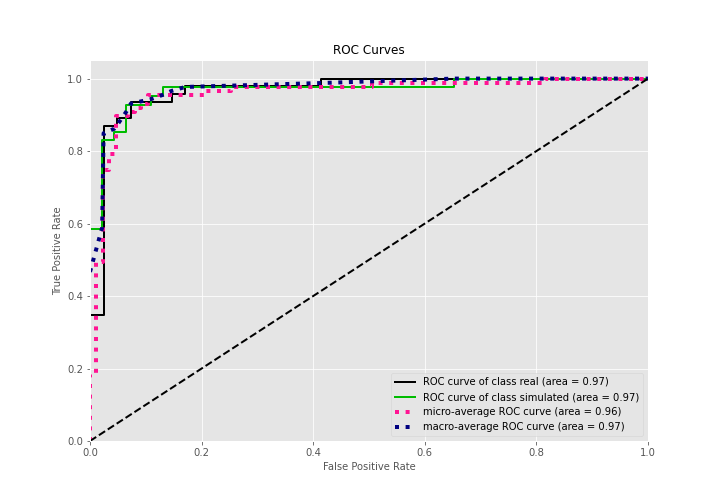 ROC Curves
True Positive Rate
1.0
0.8
0.6
0.4
0.2
0.0
0.0 0.2 0.4 0.6 0.8 1.0
False Positive Rate
ROC curve of class real (area = 0.97)
ROC curve of class simulated (area = 0.97)
micro-average ROC curve (area = 0.96)
macro-average ROC curve (area = 0.97)